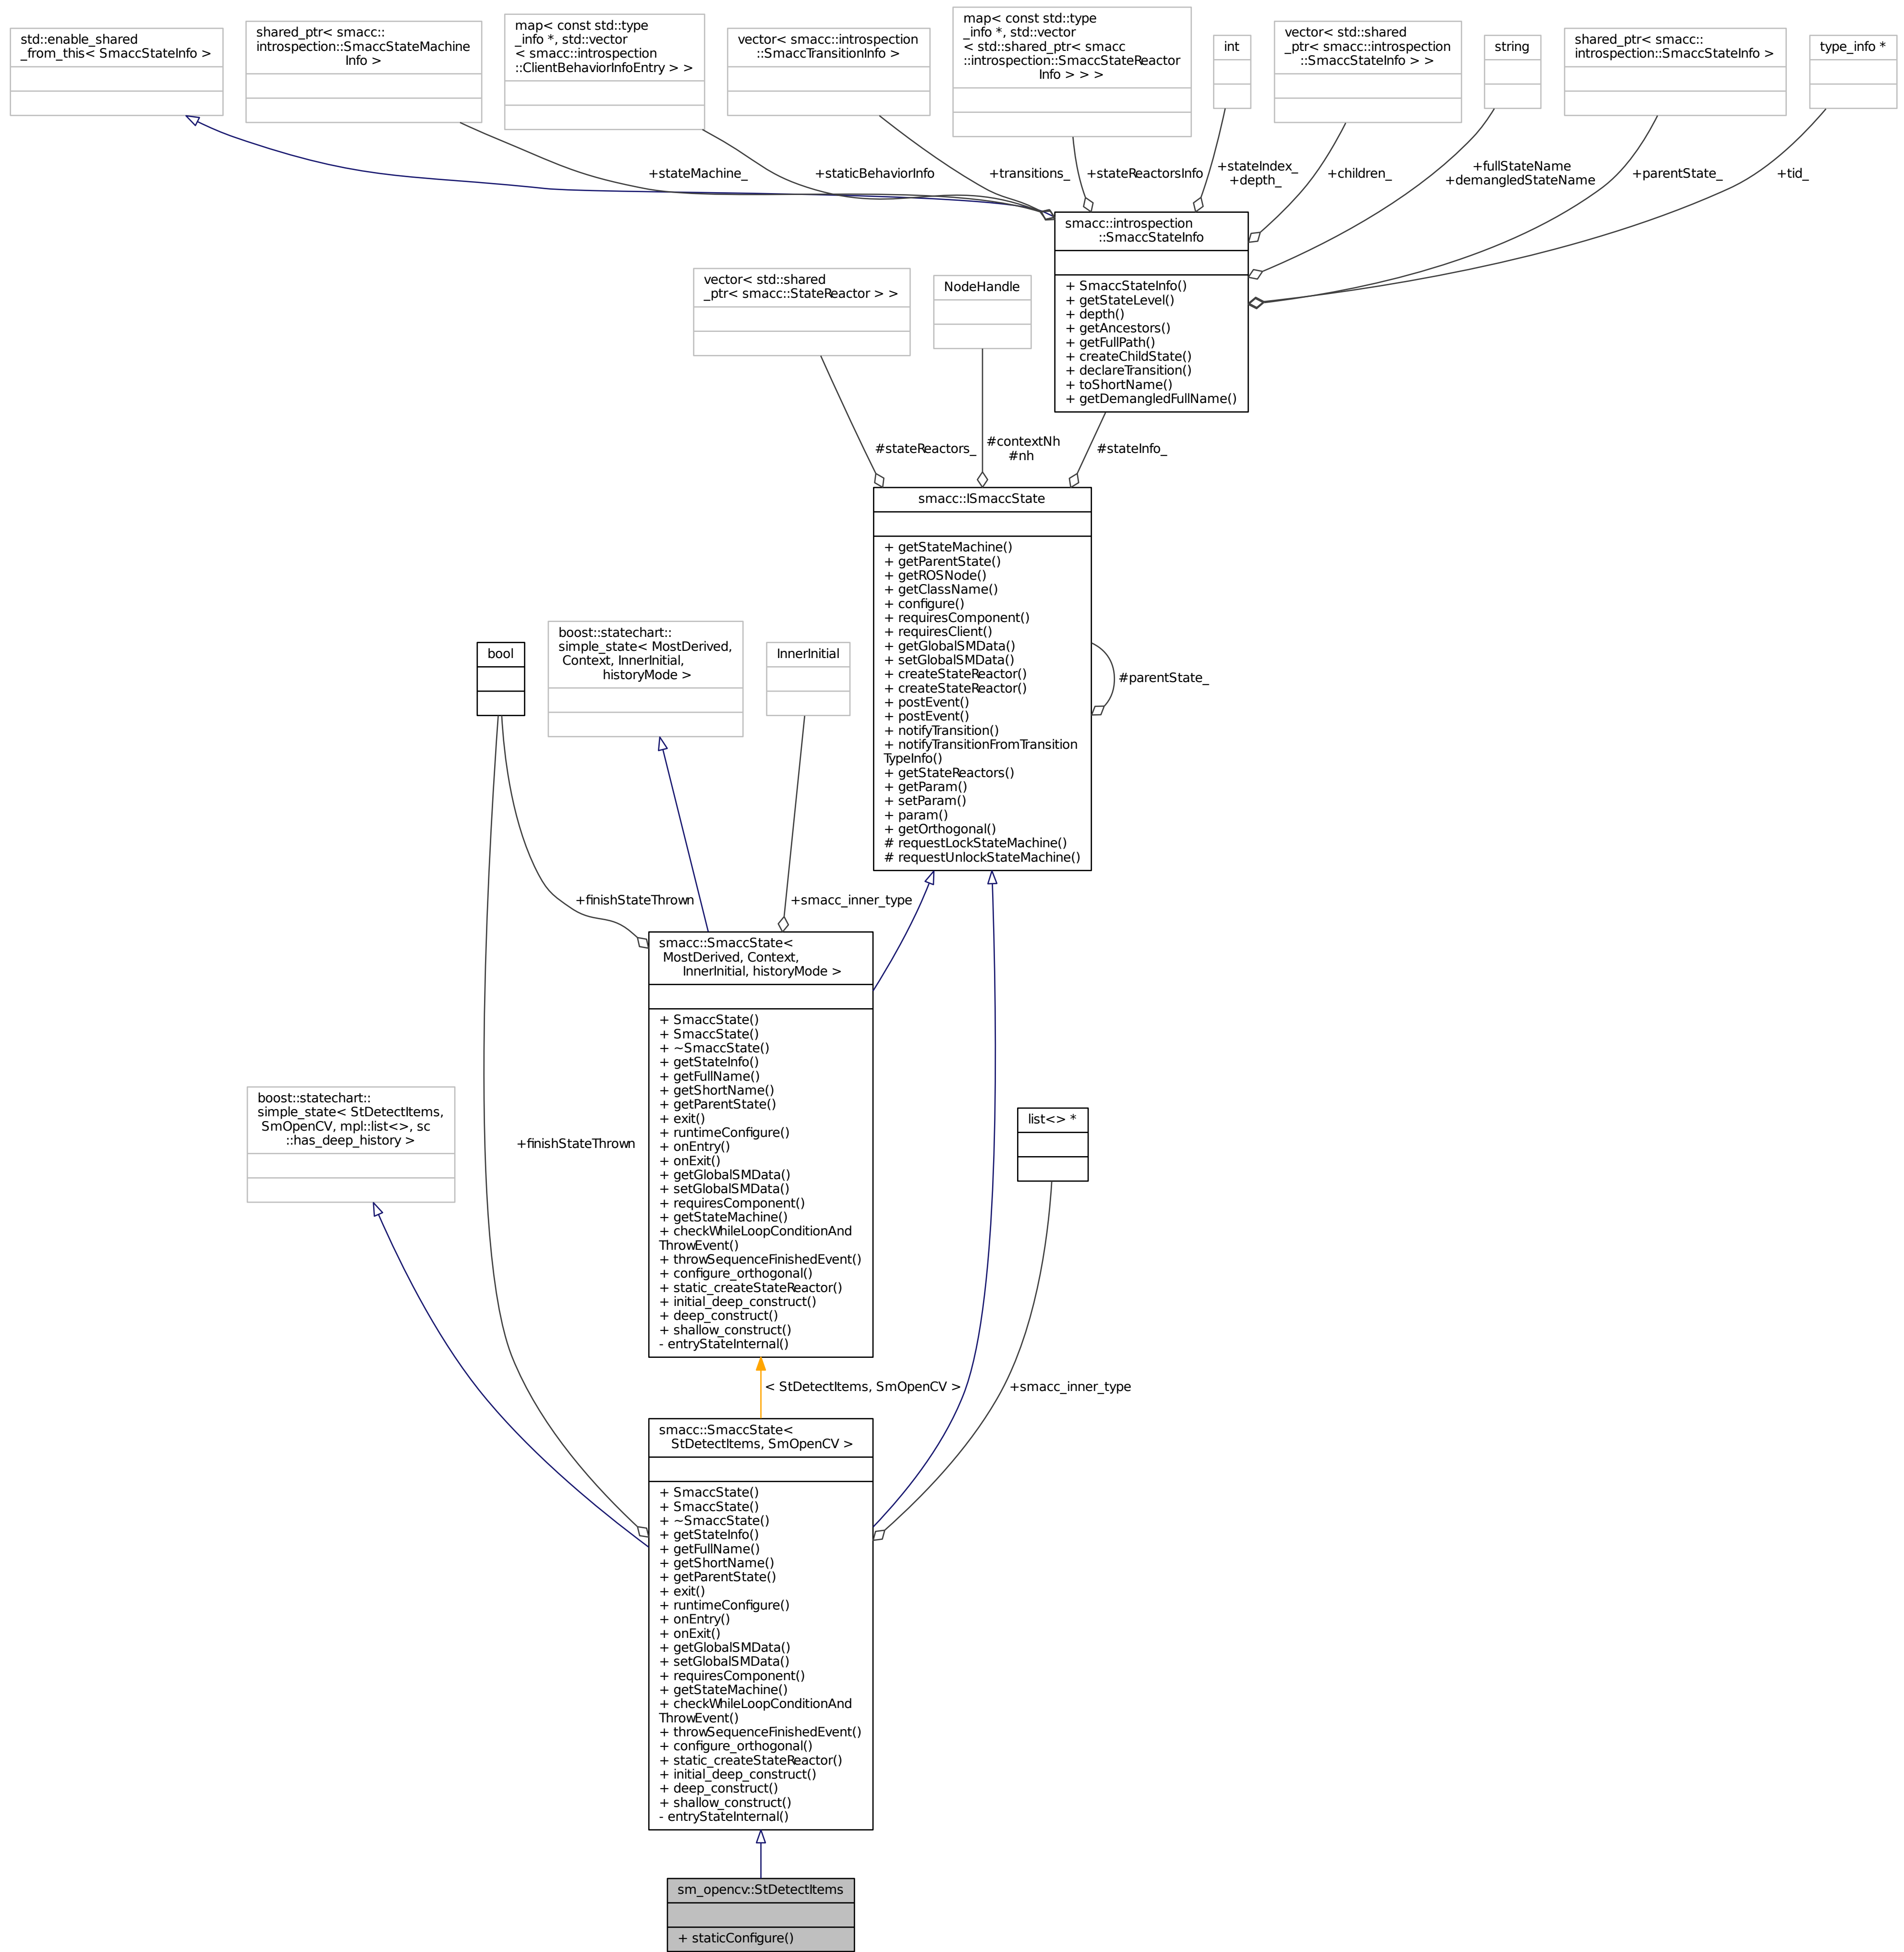 std::enable_shared
_from_this< SmaccStateInfo >
shared_ptr< smacc::
introspection::SmaccStateMachine
Info >
map< const std::type
_info *, std::vector
< smacc::introspection
::ClientBehaviorInfoEntry > >
vector< smacc::introspection
::SmaccTransitionInfo >
map< const std::type
_info *, std::vector
< std::shared_ptr< smacc
::introspection::SmaccStateReactor
Info > > >
int
vector< std::shared
_ptr< smacc::introspection
::SmaccStateInfo > >
string
shared_ptr< smacc::
introspection::SmaccStateInfo >
type_info *
+stateMachine_
+staticBehaviorInfo
+transitions_
+stateReactorsInfo
+stateIndex_
+depth_
+children_
+fullStateName
+demangledStateName
+parentState_
+tid_
smacc::introspection
::SmaccStateInfo
+ SmaccStateInfo()
+ getStateLevel()
+ depth()
+ getAncestors()
+ getFullPath()
+ createChildState()
+ declareTransition()
+ toShortName()
+ getDemangledFullName()
vector< std::shared
_ptr< smacc::StateReactor > >
NodeHandle
#stateReactors_
#contextNh
#nh
#stateInfo_
smacc::ISmaccState
+ getStateMachine()
+ getParentState()
+ getROSNode()
+ getClassName()
+ configure()
+ requiresComponent()
+ requiresClient()
+ getGlobalSMData()
+ setGlobalSMData()
+ createStateReactor()
+ createStateReactor()
+ postEvent()
+ postEvent()
+ notifyTransition()
+ notifyTransitionFromTransition
TypeInfo()
+ getStateReactors()
+ getParam()
+ setParam()
+ param()
+ getOrthogonal()
# requestLockStateMachine()
# requestUnlockStateMachine()
#parentState_
bool
boost::statechart::
simple_state< MostDerived,
Context, InnerInitial,
historyMode >
InnerInitial
+finishStateThrown
+smacc_inner_type
smacc::SmaccState<
MostDerived, Context,
InnerInitial, historyMode >
+ SmaccState()
+ SmaccState()
+ ~SmaccState()
+ getStateInfo()
+ getFullName()
+ getShortName()
+ getParentState()
+ exit()
+ runtimeConfigure()
+ onEntry()
+ onExit()
+ getGlobalSMData()
+ setGlobalSMData()
+ requiresComponent()
+ getStateMachine()
+ checkWhileLoopConditionAnd
ThrowEvent()
+ throwSequenceFinishedEvent()
+ configure_orthogonal()
+ static_createStateReactor()
+ initial_deep_construct()
+ deep_construct()
+ shallow_construct()
- entryStateInternal()
boost::statechart::
simple_state< StDetectItems,
SmOpenCV, mpl::list<>, sc
::has_deep_history >
+finishStateThrown
list<> *
< StDetectItems, SmOpenCV >
+smacc_inner_type
smacc::SmaccState<
StDetectItems, SmOpenCV >
+ SmaccState()
+ SmaccState()
+ ~SmaccState()
+ getStateInfo()
+ getFullName()
+ getShortName()
+ getParentState()
+ exit()
+ runtimeConfigure()
+ onEntry()
+ onExit()
+ getGlobalSMData()
+ setGlobalSMData()
+ requiresComponent()
+ getStateMachine()
+ checkWhileLoopConditionAnd
ThrowEvent()
+ throwSequenceFinishedEvent()
+ configure_orthogonal()
+ static_createStateReactor()
+ initial_deep_construct()
+ deep_construct()
+ shallow_construct()
- entryStateInternal()
sm_opencv::StDetectItems
+ staticConfigure()